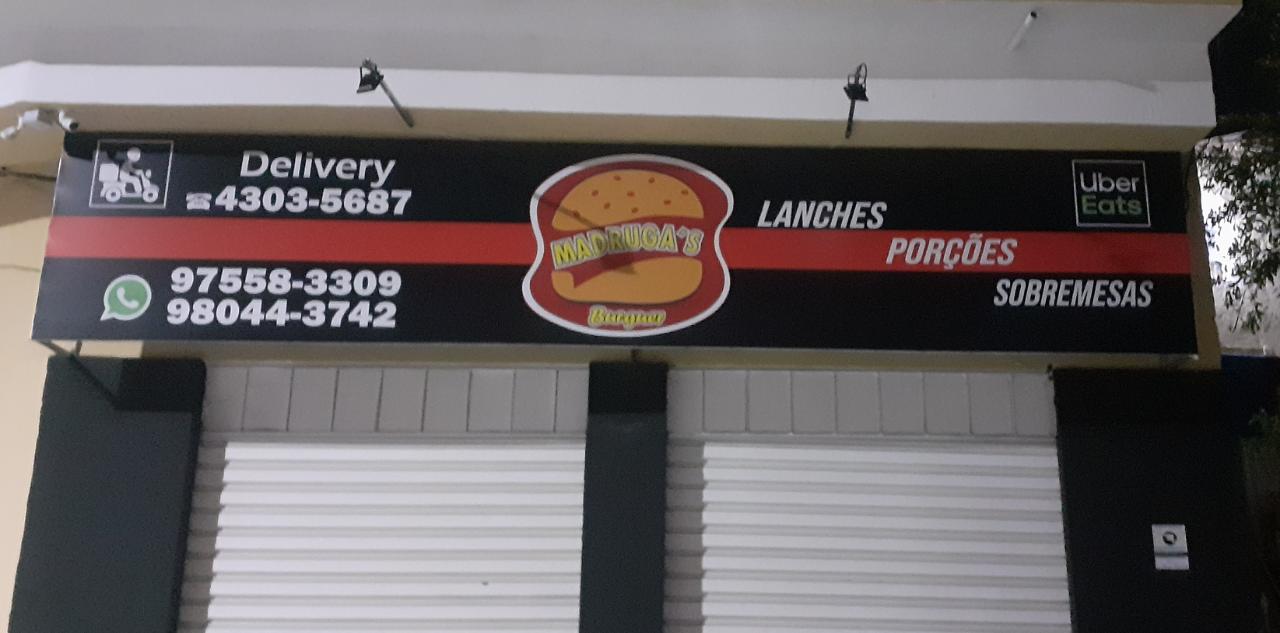 Delivery
☎4303-5687
97558-3309
98044-3742
MADRUGA'S
Burguer
LANCHES
PORÇÕES
SOBREMESAS
Uber
Eats